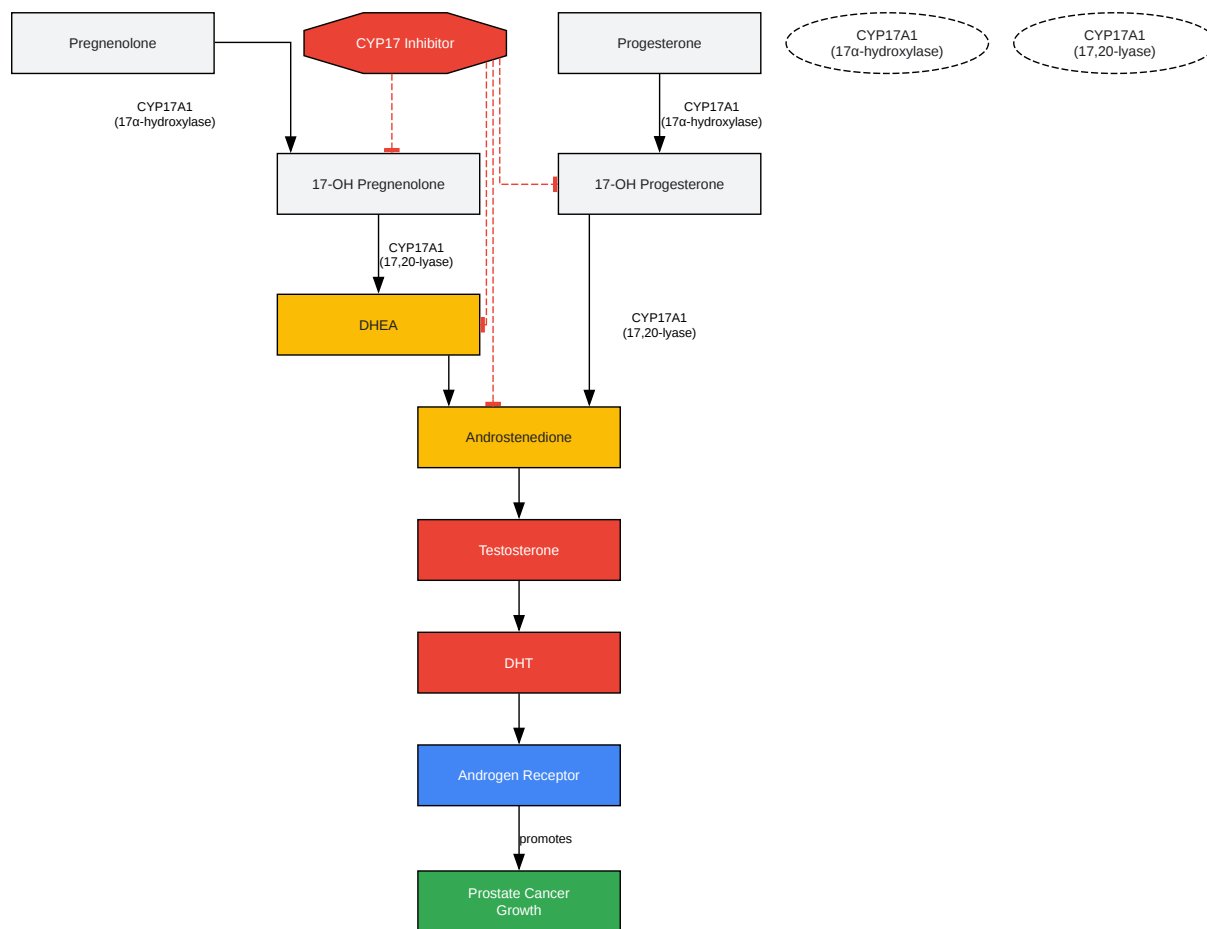 Pregnenolone
CYP17 Inhibitor
Progesterone
CYP17A1
(17α-hydroxylase)
CYP17A1
(17,20-lyase)
CYP17A1
(17α-hydroxylase)
CYP17A1
(17α-hydroxylase)
17-OH Pregnenolone
17-OH Progesterone
CYP17A1
(17,20-lyase)
DHEA
CYP17A1
(17,20-lyase)
Androstenedione
Testosterone
DHT
Androgen Receptor
promotes
Prostate Cancer
Growth